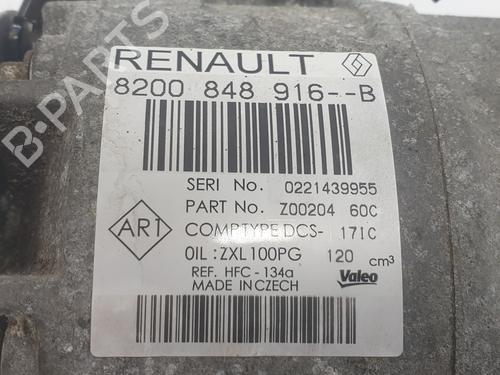 RENAULT
8200 848 916--B
SERI No. 0221439955
PART No. Z00204 60C
COMPTYPE DCS- 171C
OIL : ZXL100PG 120 cm³
REF. HFC - 134a
MADE IN CZECH
Valeo
ART
B-PARTS